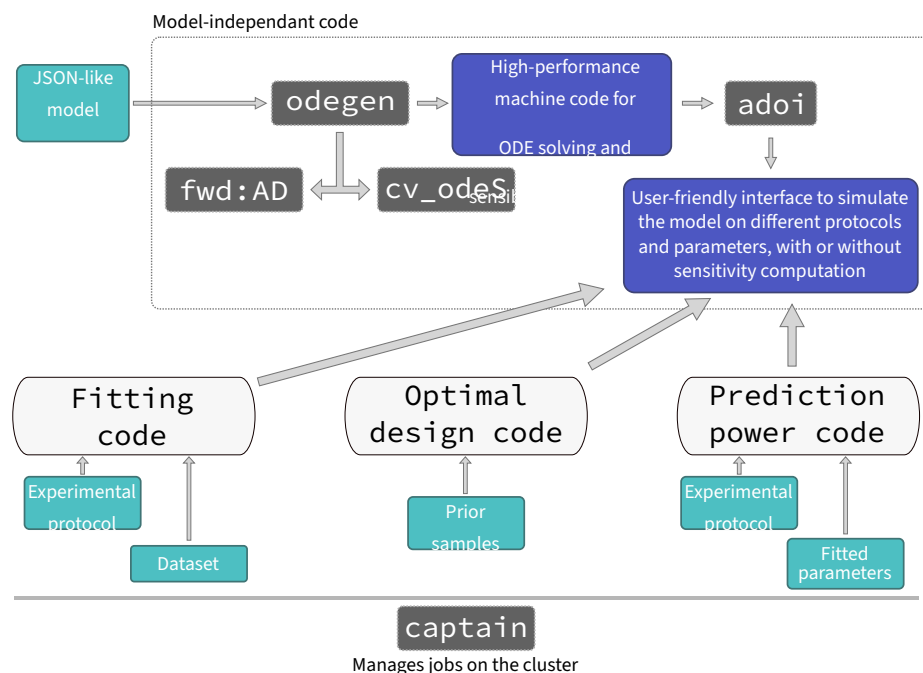 Model-independant code
JSON-like
model
odegen
High-performance
machine code for
ODE solving and
adoi
fwd:AD
cv_odeS
sensib
User-friendly interface to simulate
the model on different protocols
and parameters, with or without
sensitivity computation
Fitting
code
Optimal
design code
Prediction
power code
Experimental
protocol
Dataset
Prior
samples
Experimental
protocol
Fitted
parameters
captain
Manages jobs on the cluster